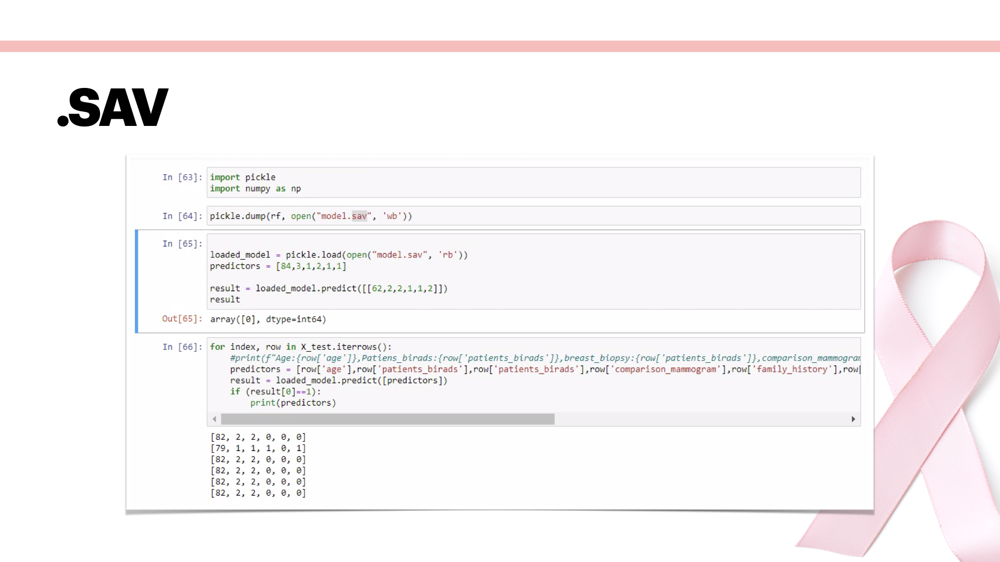 .SAV
In [63]: import pickle
import numpy as np
In [64]: pickle.dump(rf, open("model.sav", 'wb'))
In [65]:
loaded_model = pickle.load(open("model.sav", 'rb'))
predictors = [84,3,1,2,1,1]
result = loaded_model.predict([[62,2,2,1,1,2]])
result
Out[65]: array([0], dtype=int64)
In [66]: for index, row in X_test.iterrows():
#print(f"Age:{row['age']},Patiens_birads:{row['patients_birads']},breast_biopsy:{row['patients_birads']},comparison_mammogram
predictors = [row['age'],row['patients_birads'],row['patients_birads'],row['comparison_mammogram'],row['family_history'],row[
result = loaded_model.predict([predictors])
if (result[0]==1):
print(predictors)
[82, 2, 2, 0, 0, 0]
[79, 1, 1, 1, 0, 1]
[82, 2, 2, 0, 0, 0]
[82, 2, 2, 0, 0, 0]
[82, 2, 2, 0, 0, 0]
[82, 2, 2, 0, 0, 0]